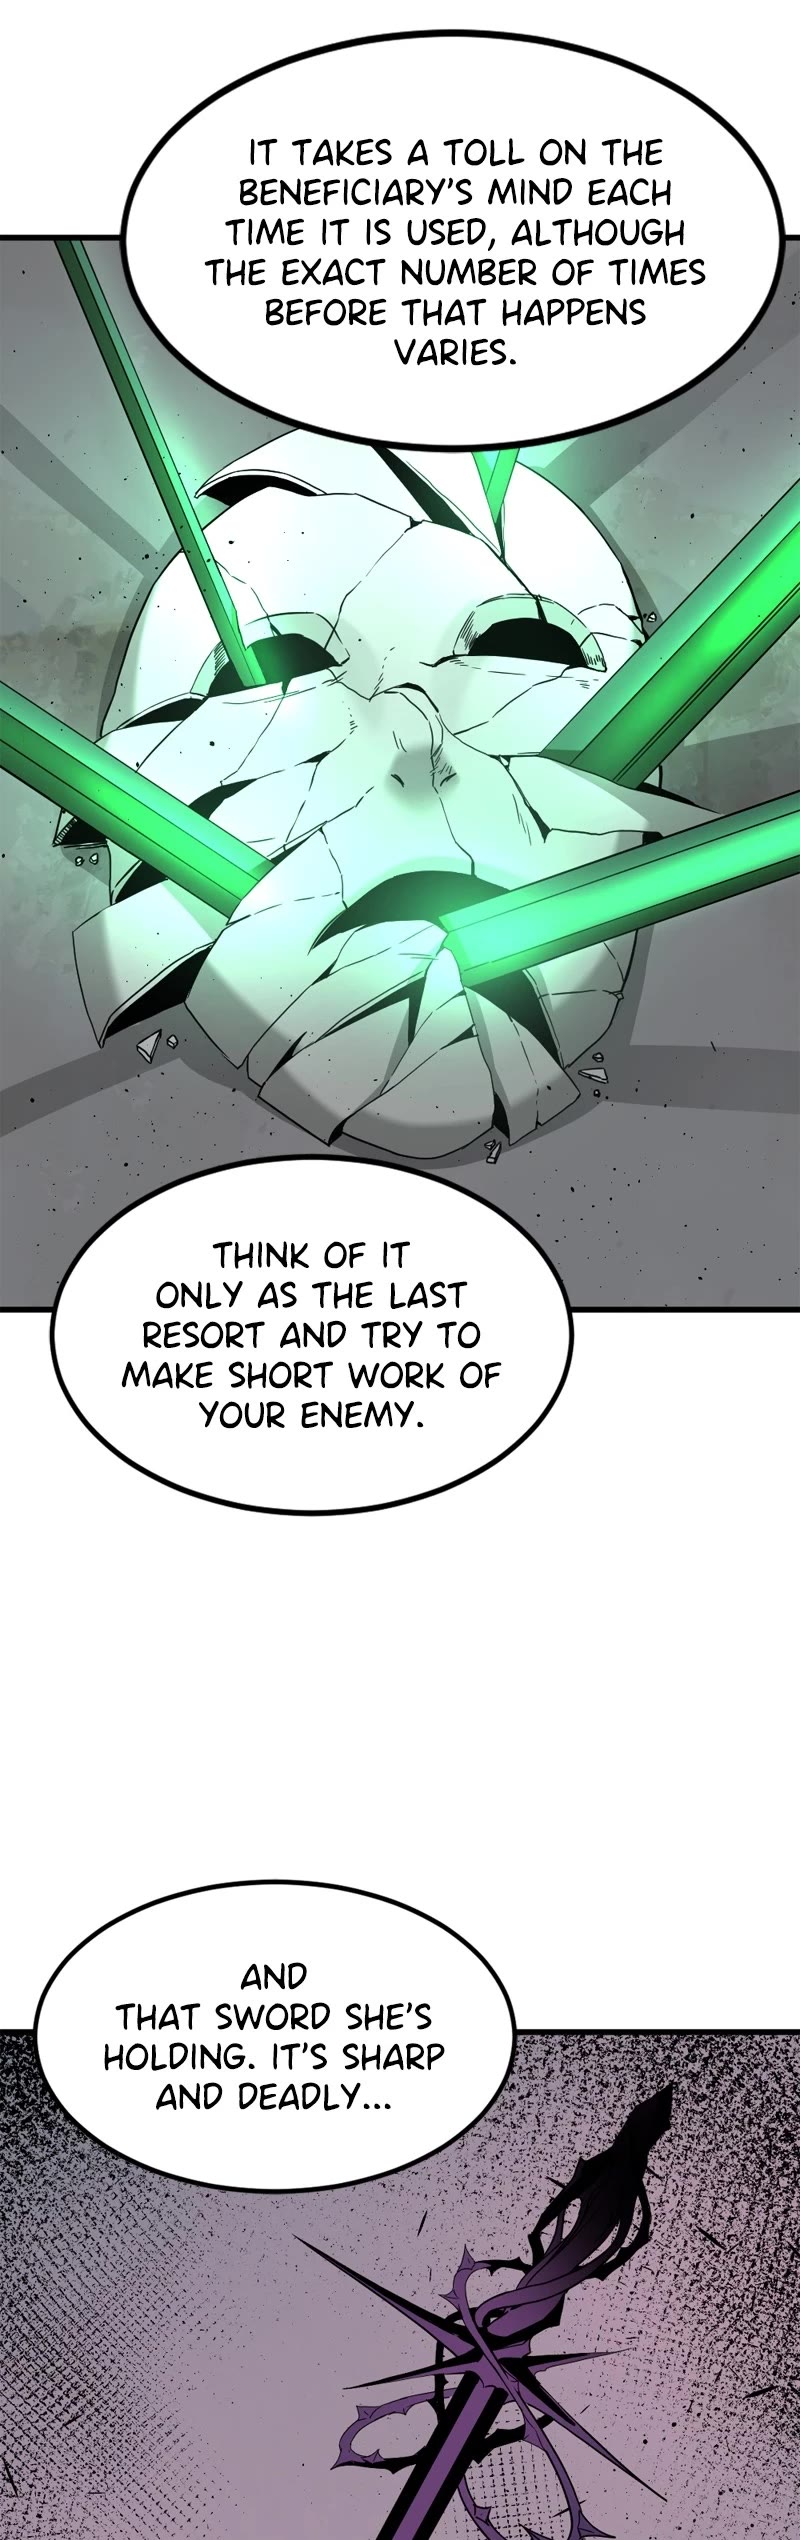 IT TAKES A TOLL ON THE
BENEFICIARY'S MIND EACH
TIME IT IS USED, ALTHOUGH
THE EXACT NUMBER OF TIMES
BEFORE THAT HAPPENS
VARIES.
THINK OF IT
ONLY AS THE LAST
RESORT AND TRY TO
MAKE SHORT WORK OF
YOUR ENEMY.
AND
THAT SWORD SHE'S
HOLDING. IT'S SHARP
AND DEADLY...